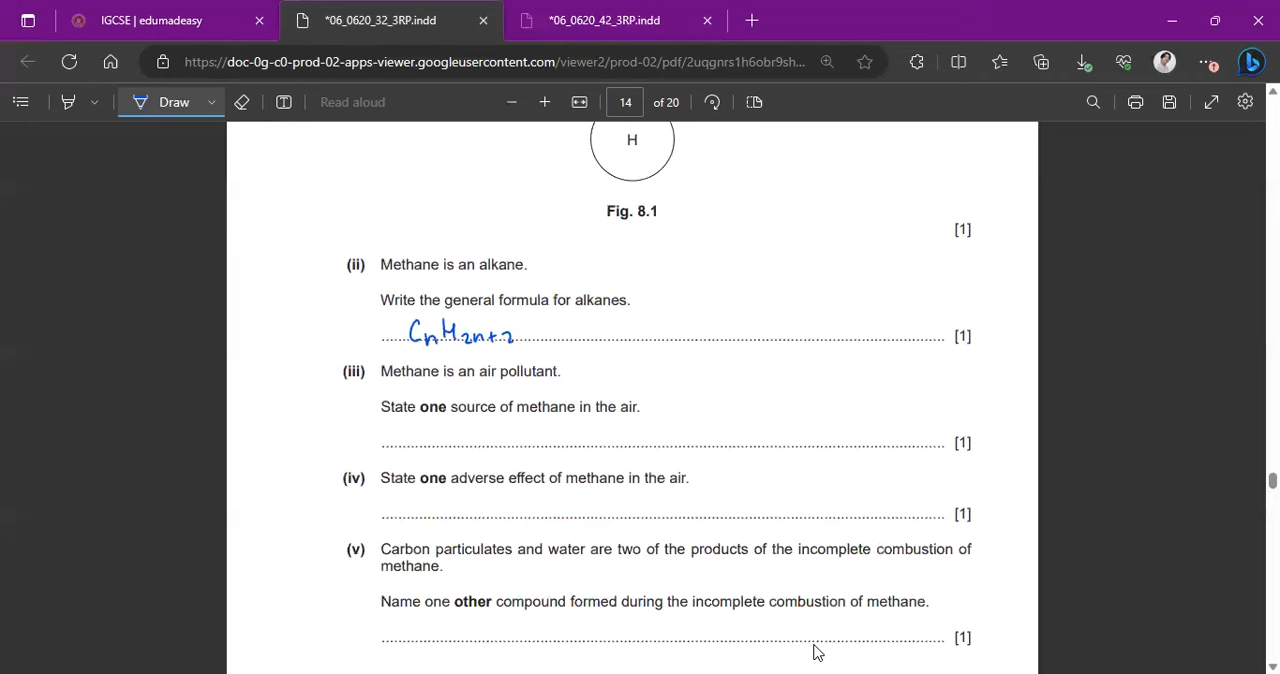 IGCSE | edumadeasy
*06_0620_32_3RP.indd
*06_0620_42_3RP.indd
https://doc-0g-c0-prod-02-apps-viewer.googleusercontent.com/viewer2/prod-02/pdf/2uqgnrs1h6obr9sh...
Draw
Read aloud
14
of 20
H
Fig. 8.1
[1]
(ii) Methane is an alkane.
Write the general formula for alkanes.
CnH2n+2 [1]
(iii) Methane is an air pollutant.
State one source of methane in the air.
[1]
(iv) State one adverse effect of methane in the air.
[1]
(v) Carbon particulates and water are two of the products of the incomplete combustion of
methane.
Name one other compound formed during the incomplete combustion of methane.
[1]